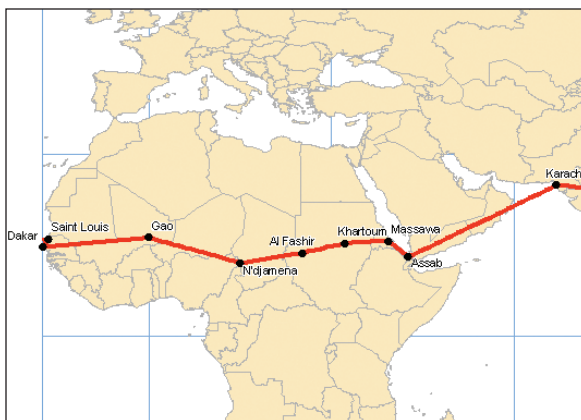 Karach
Saint Louis
Gao
Dakar
Al Fashir
Khartoum
Massawa
N'djamena
Assab